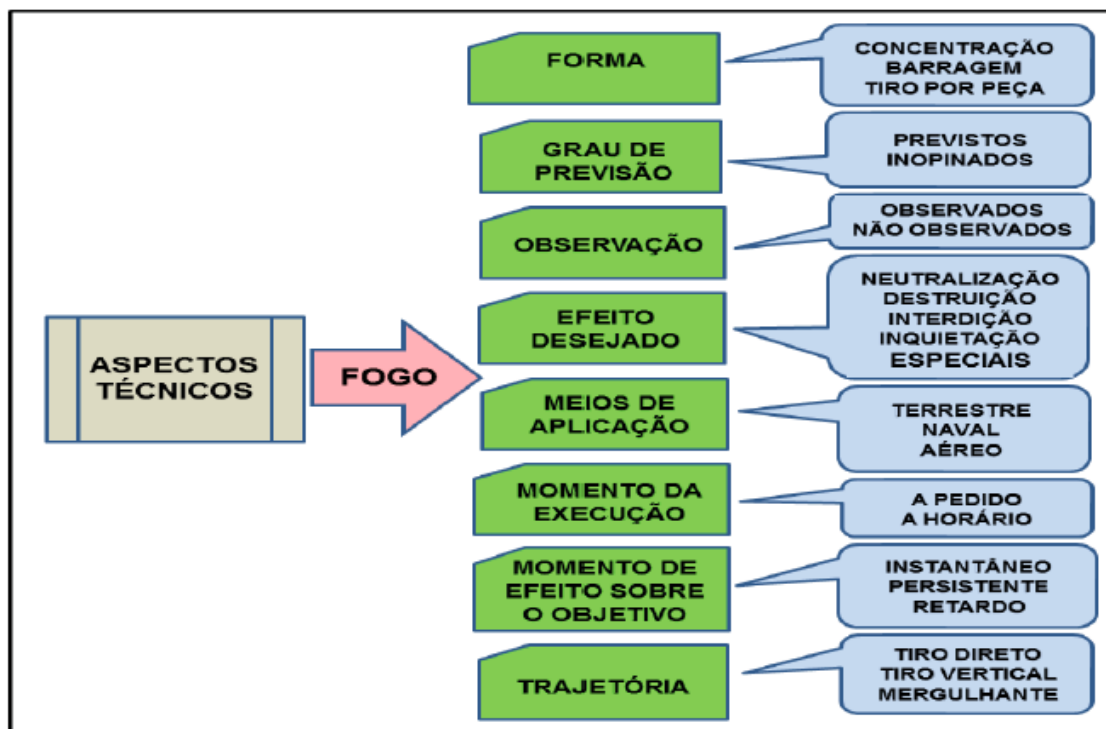 ASPECTOS
TÉCNICOS
FOGO
FORMA
CONCENTRAÇÃO
BARRAGEM
TIRO POR PEÇA
GRAU DE
PREVISÃO
PREVISTOS
INOPINADOS
OBSERVAÇÃO
OBSERVADOS
NÃO OBSERVADOS
EFEITO
DESEJADO
NEUTRALIZAÇÃO
DESTRUIÇÃO
INTERDIÇÃO
INQUIETAÇÃO
ESPECIAIS
MEIOS DE
APLICAÇÃO
TERRESTRE
NAVAL
AÉREO
MOMENTO DA
EXECUÇÃO
A PEDIDO
A HORÁRIO
MOMENTO DE
EFEITO SOBRE
O OBJETIVO
INSTANTÂNEO
PERSISTENTE
RETARDO
TRAJETÓRIA
TIRO DIRETO
TIRO VERTICAL
MERGULHANTE